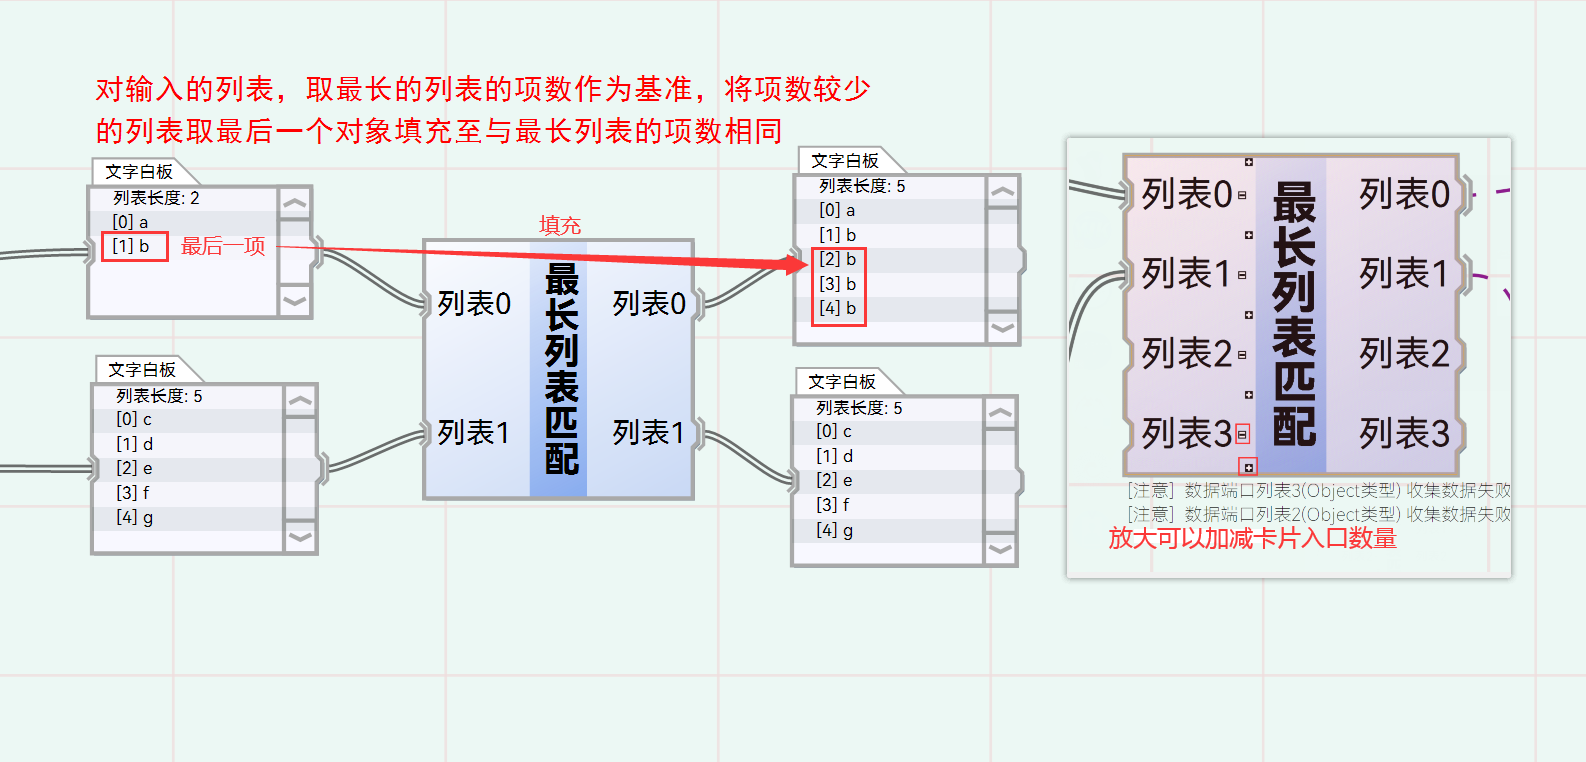 对输入的列表，取最长的列表的项数作为基准，将项数较少
的列表取最后一个对象填充至与最长列表的项数相同
文字白板
列表长度: 2
[0] a
[1] b
最后一项
文字白板
列表长度: 5
[0] c
[1] d
[2] e
[3] f
[4] g
填充
列表0
列表1
最长列表匹配
列表0
列表1
文字白板
列表长度: 5
[0] a
[1] b
[2] b
[3] b
[4] b
文字白板
列表长度: 5
[0] c
[1] d
[2] e
[3] f
[4] g
列表0
列表1
列表2
列表3
最长列表匹配
列表0
列表1
列表2
列表3
[注意] 数据端口列表3(Object类型) 收集数据失败
[注意] 数据端口列表2(Object类型) 收集数据失败
放大可以加减卡片入口数量